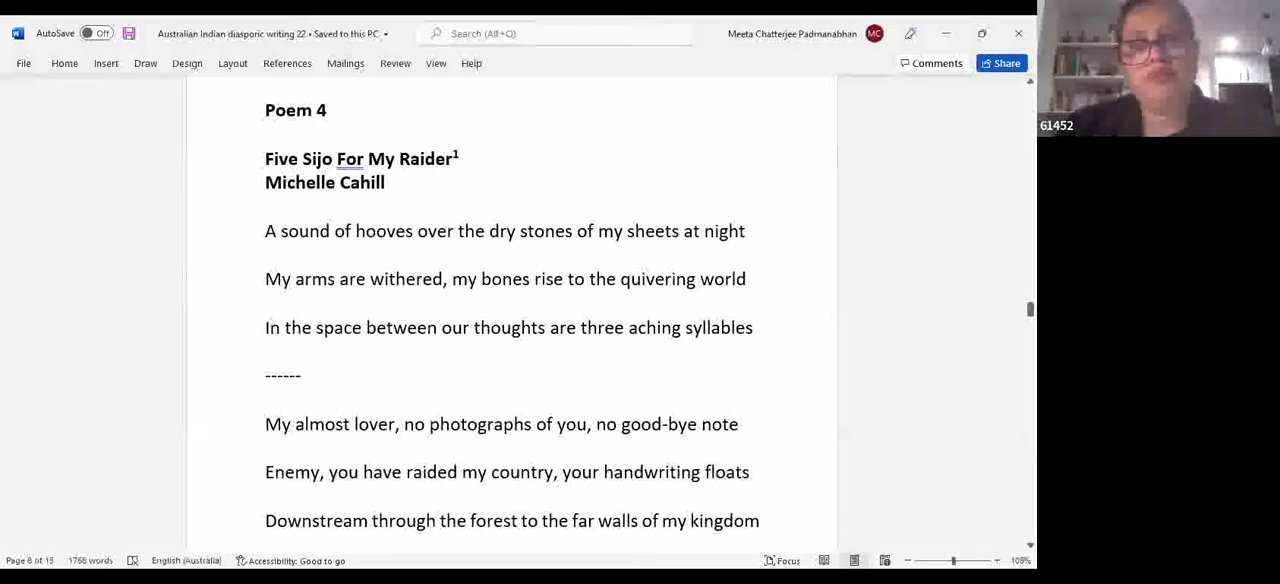 AutoSave Off Australian Indian diasporic writing 22 • Saved to this PC Search (Alt+Q) Meeta Chatterjee Padmanabhan MC
File Home Insert Draw Design Layout References Mailings Review View Help Comments Share
61452
Poem 4
Five Sijo For My Raider1
Michelle Cahill
A sound of hooves over the dry stones of my sheets at night
My arms are withered, my bones rise to the quivering world
In the space between our thoughts are three aching syllables
------
My almost lover, no photographs of you, no good-bye note
Enemy, you have raided my country, your handwriting floats
Downstream through the forest to the far walls of my kingdom
Page 8 of 15 1766 words English (Australia) Accessibility: Good to go Focus 108%